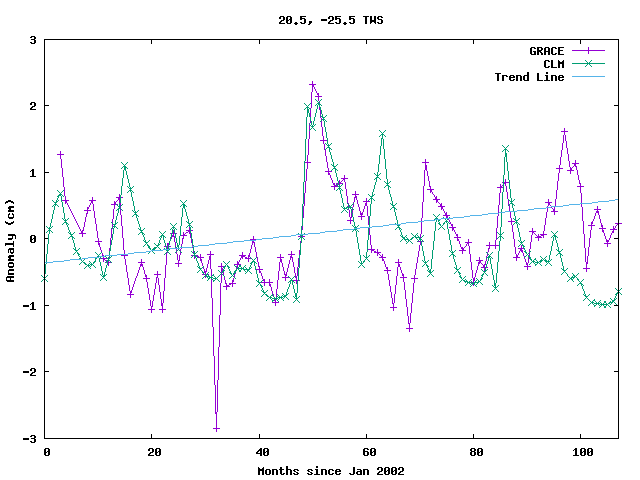 20.5, -25.5 TWS
GRACE
CLM
Trend Line
3
2
1
0
-1
-2
-3
Anomaly (cm)
0 20 40 60 80 100
Months since Jan 2002